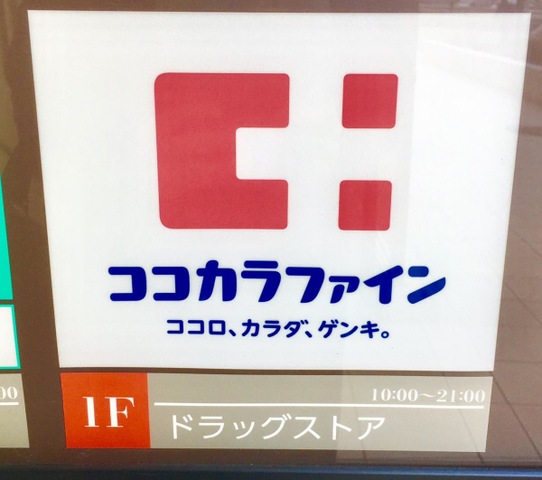 ココカラファイン
ココロ、カラダ、ゲンキ。
1F
10:00〜21:00
ドラッグストア
00